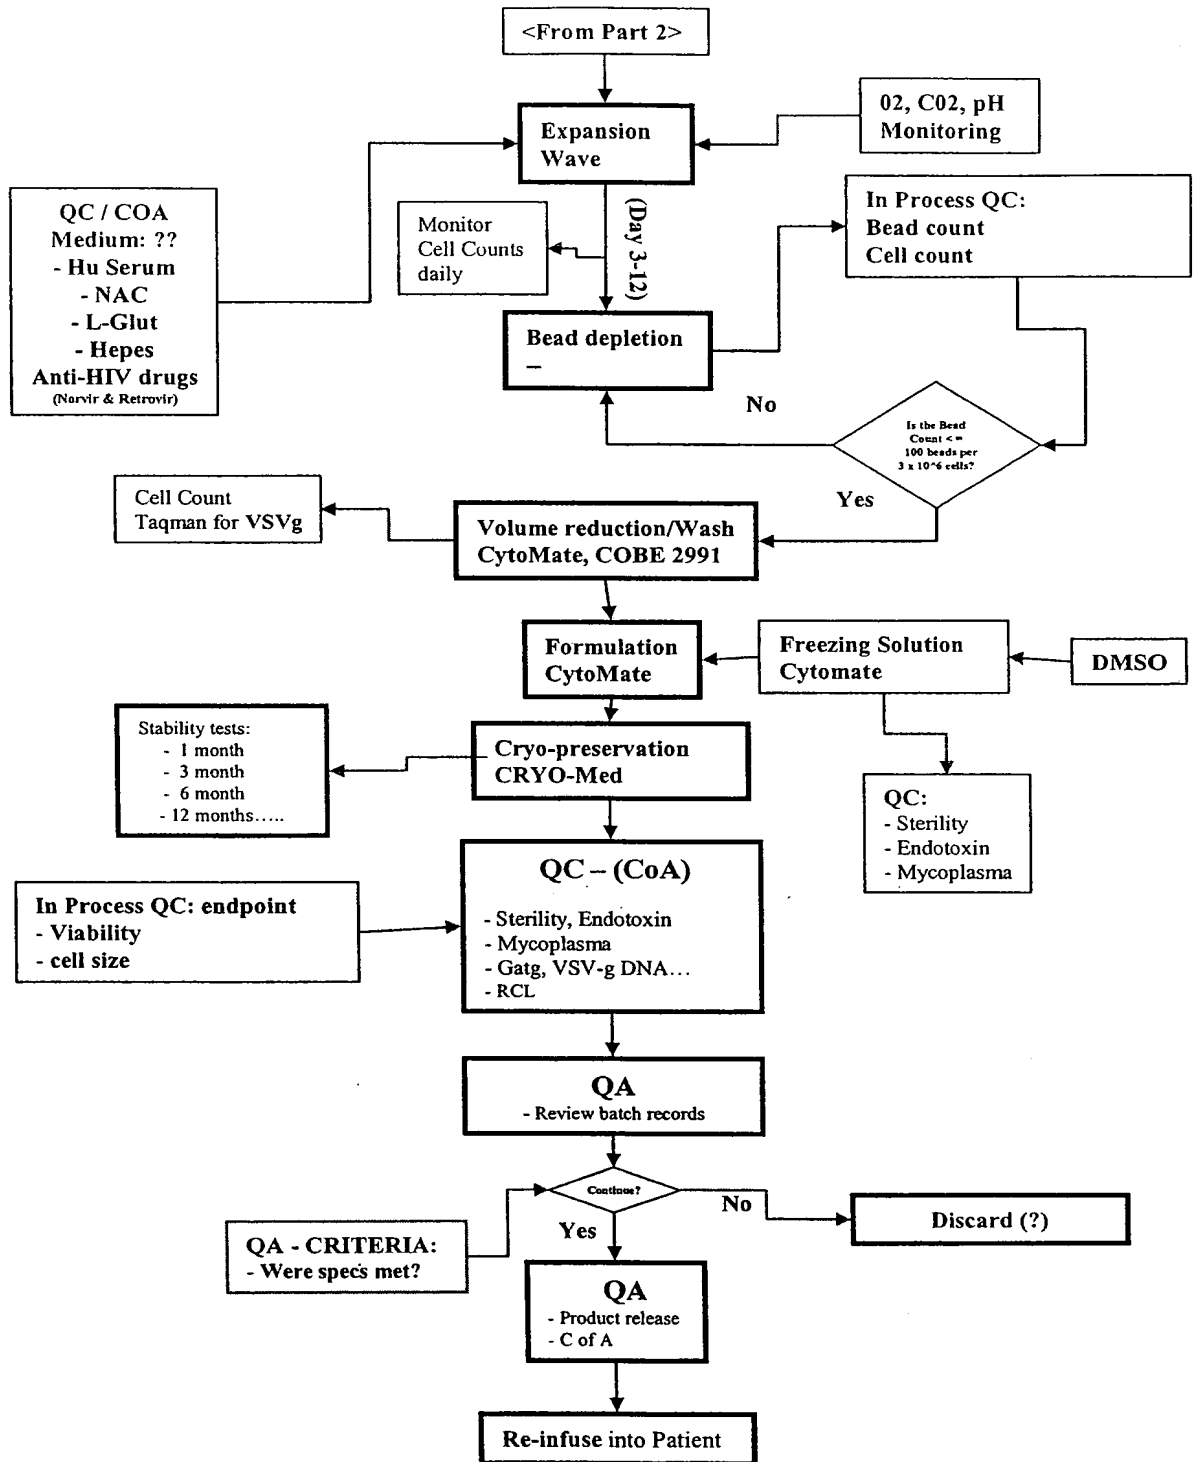 <From Part 2>
02, C02, pH
Monitoring
Expansion
Wave
QC / COA
Medium: ??
- Hu Serum
- NAC
- L-Glut
- Hepes
Anti-HIV drugs
(Norvir & Retrovir)
Monitor
Cell Counts
daily
(Day 3-12)
In Process QC:
Bead count
Cell count
Bead depletion
–
No
Is the Bead
Count < =
100 beads per
3 x 10^6 cells?
Yes
Cell Count
Taqman for VSVg
Volume reduction/Wash
CytoMate, COBE 2991
Formulation
CytoMate
Freezing Solution
Cytomate
DMSO
Stability tests:
- 1 month
- 3 month
- 6 month
- 12 months.....
Cryo-preservation
CRYO-Med
QC:
- Sterility
- Endotoxin
- Mycoplasma
QC – (CoA)
- Sterility, Endotoxin
- Mycoplasma
- Gatg, VSV-g DNA...
- RCL
In Process QC: endpoint
- Viability
- cell size
QA
- Review batch records
Continue?
No
Yes
Discard (?)
QA - CRITERIA:
- Were specs met?
QA
- Product release
- C of A
Re-infuse into Patient